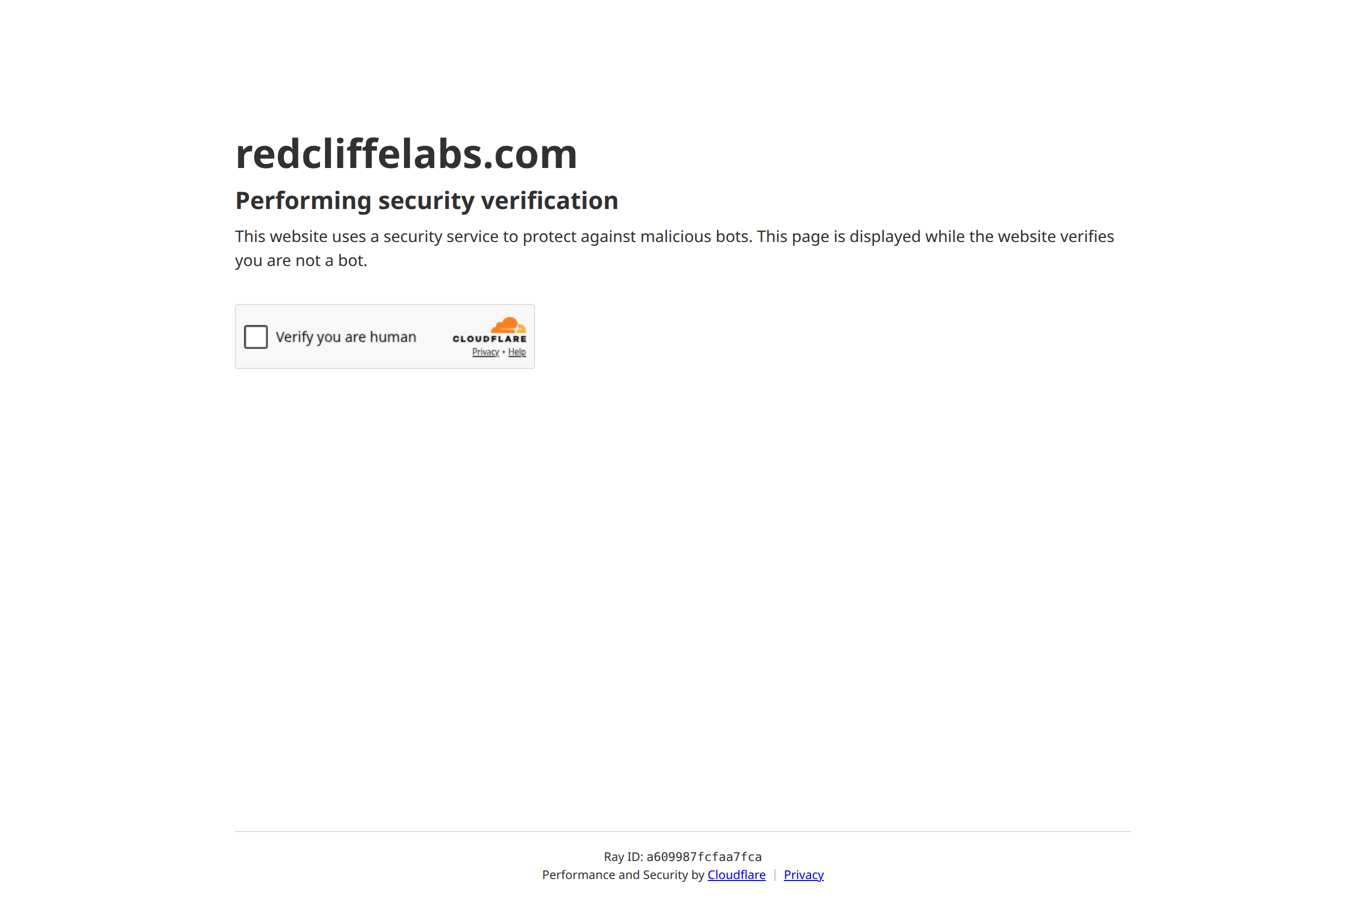 redcliffelabs.com
Performing security verification
This website uses a security service to protect against malicious bots. This page is displayed while the website verifies
you are not a bot.
Verify you are human
CLOUDFLARE
Privacy • Help
Ray ID: a609987fcfaa7fca
Performance and Security by Cloudflare | Privacy